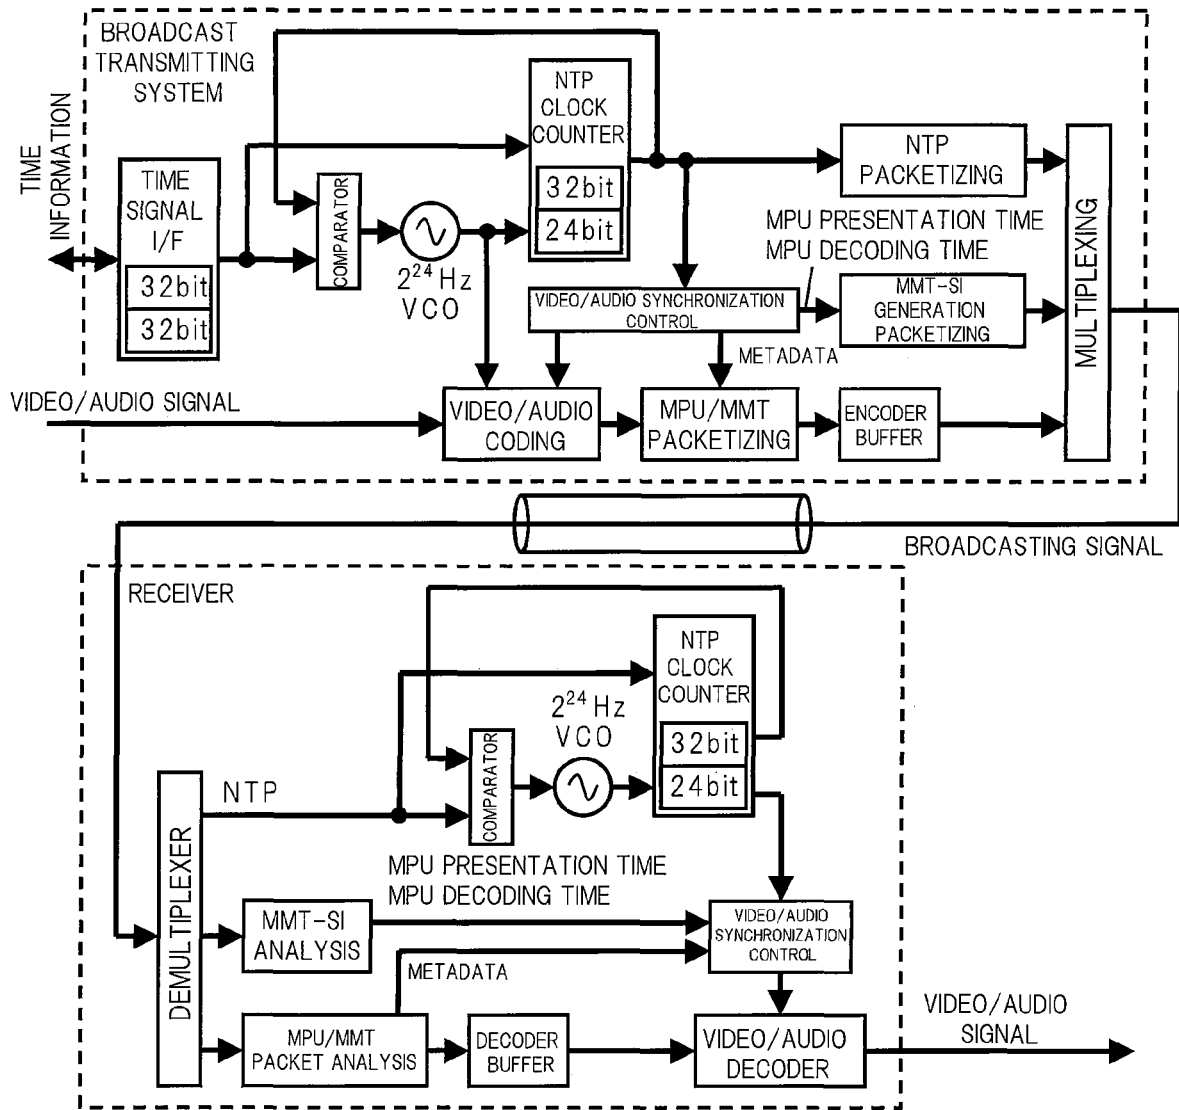 BROADCAST
TRANSMITTING
SYSTEM
TIME
INFORMATION
TIME
SIGNAL
I/F
32bit
32bit
COMPARATOR
2²⁴ Hz
VCO
NTP
CLOCK
COUNTER
32bit
24bit
NTP
PACKETIZING
MPU PRESENTATION TIME
MPU DECODING TIME
VIDEO/AUDIO SYNCHRONIZATION
CONTROL
MMT-SI
GENERATION
PACKETIZING
MULTIPLEXING
METADATA
VIDEO/AUDIO SIGNAL
VIDEO/AUDIO
CODING
MPU/MMT
PACKETIZING
ENCODER
BUFFER
BROADCASTING SIGNAL
RECEIVER
NTP
CLOCK
COUNTER
32bit
24bit
2²⁴ Hz
VCO
COMPARATOR
NTP
DEMULTIPLEXER
MPU PRESENTATION TIME
MPU DECODING TIME
MMT-SI
ANALYSIS
VIDEO/AUDIO
SYNCHRONIZATION
CONTROL
METADATA
MPU/MMT
PACKET ANALYSIS
DECODER
BUFFER
VIDEO/AUDIO
DECODER
VIDEO/AUDIO
SIGNAL